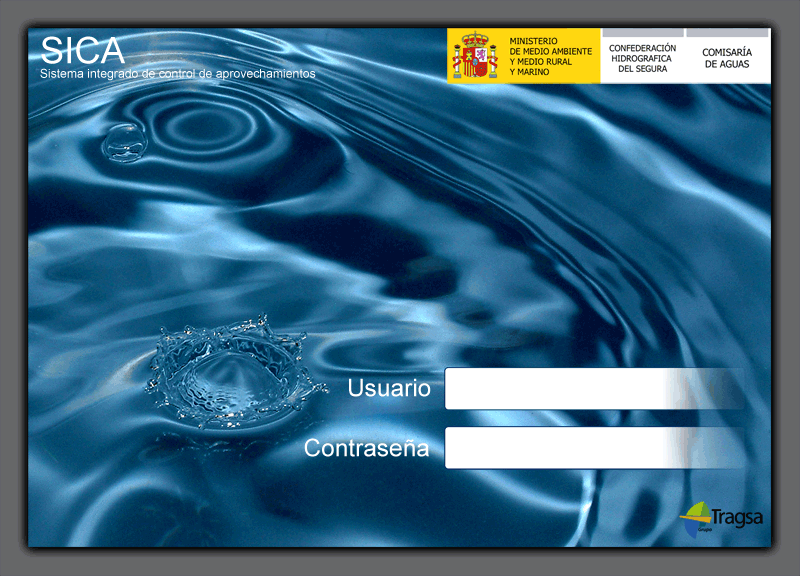 SICA
Sistema integrado de control de aprovechamientos
MINISTERIO
DE MEDIO AMBIENTE
Y MEDIO RURAL
Y MARINO
CONFEDERACIÓN
HIDROGRAFICA
DEL SEGURA
COMISARÍA
DE AGUAS
Usuario
Contraseña
Tragsa
Grupo